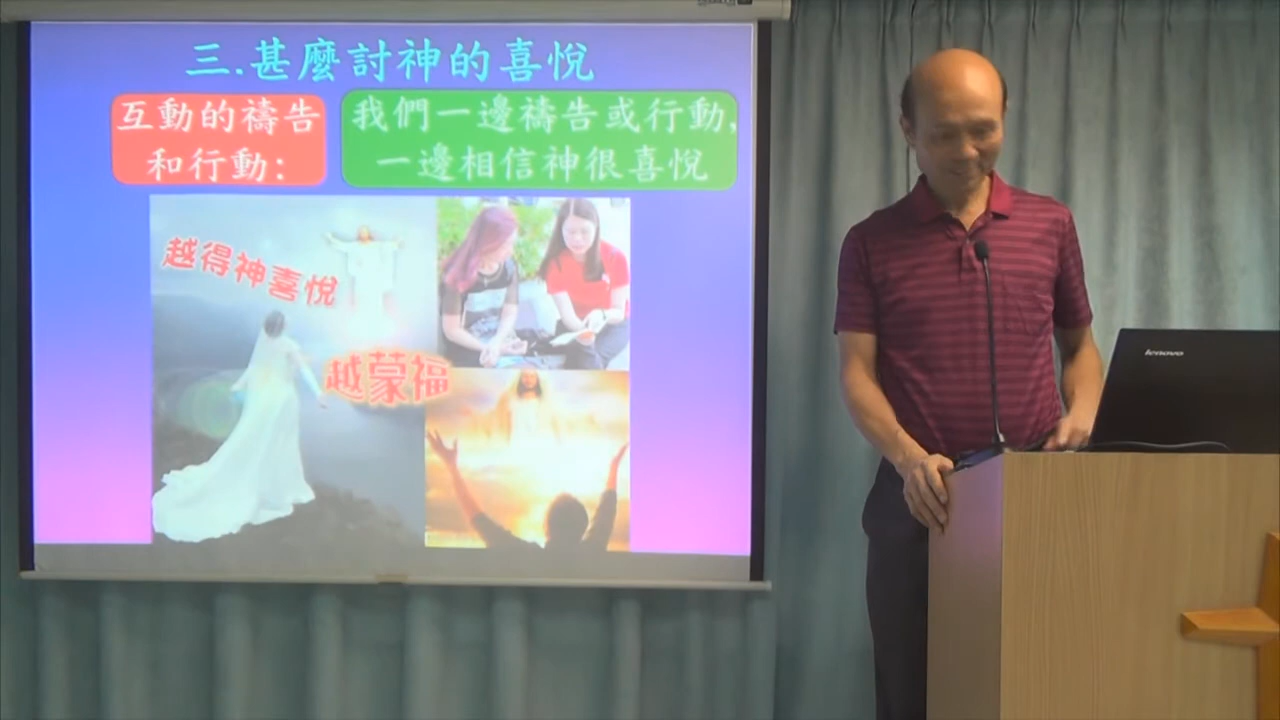 三.甚麼討神的喜悅
互動的禱告
和行動:
我們一邊禱告或行動,
一邊相信神很喜悅
越得神喜悅
越蒙福
lenovo